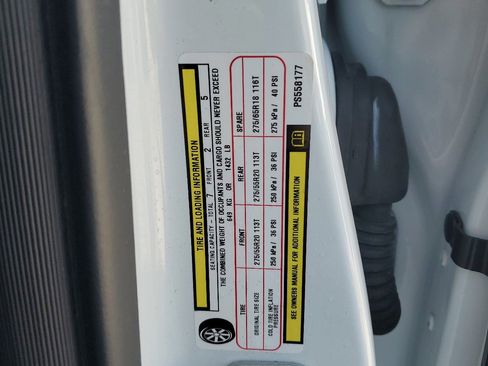 TIRE AND LOADING INFORMATION
SEATING CAPACITY - TOTAL 7 FRONT 2 REAR 5
THE COMBINED WEIGHT OF OCCUPANTS AND CARGO SHOULD NEVER EXCEED
649 KG OR 1432 LB
TIRE FRONT REAR SPARE
ORIGINAL TIRE SIZE 275/55R20 113T 275/55R20 113T 275/65R18 116T
COLD TIRE INFLATION PRESSURE 250 kPa / 36 PSI 250 kPa / 36 PSI 275 kPa / 40 PSI
SEE OWNERS MANUAL FOR ADDITIONAL INFORMATION
PS558177